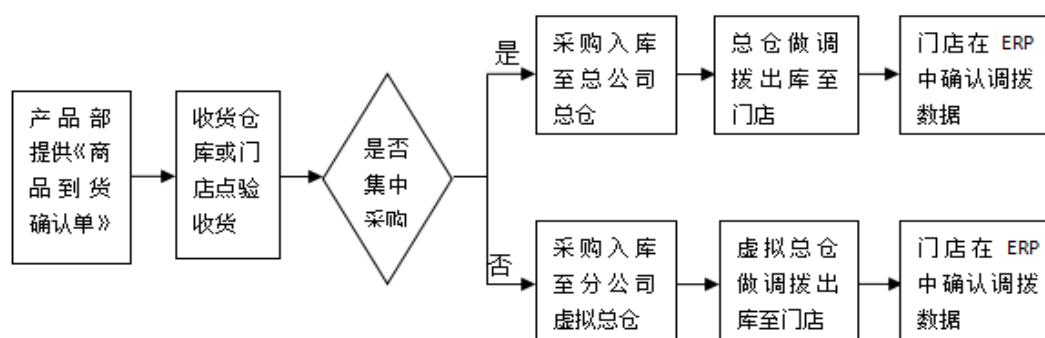 产品部
提供《商
品到货
确认单》
收货仓
库或门
店点验
收货
是否
集中
采购
是
采购入库
至总公司
总仓
总仓做调
拨出库至
门店
门店在 ERP
中确认调拨
数据
否
采购入库
至分公司
虚拟总仓
虚拟总仓
做调拨出
库至门店
门店在 ERP
中确认调拨
数据